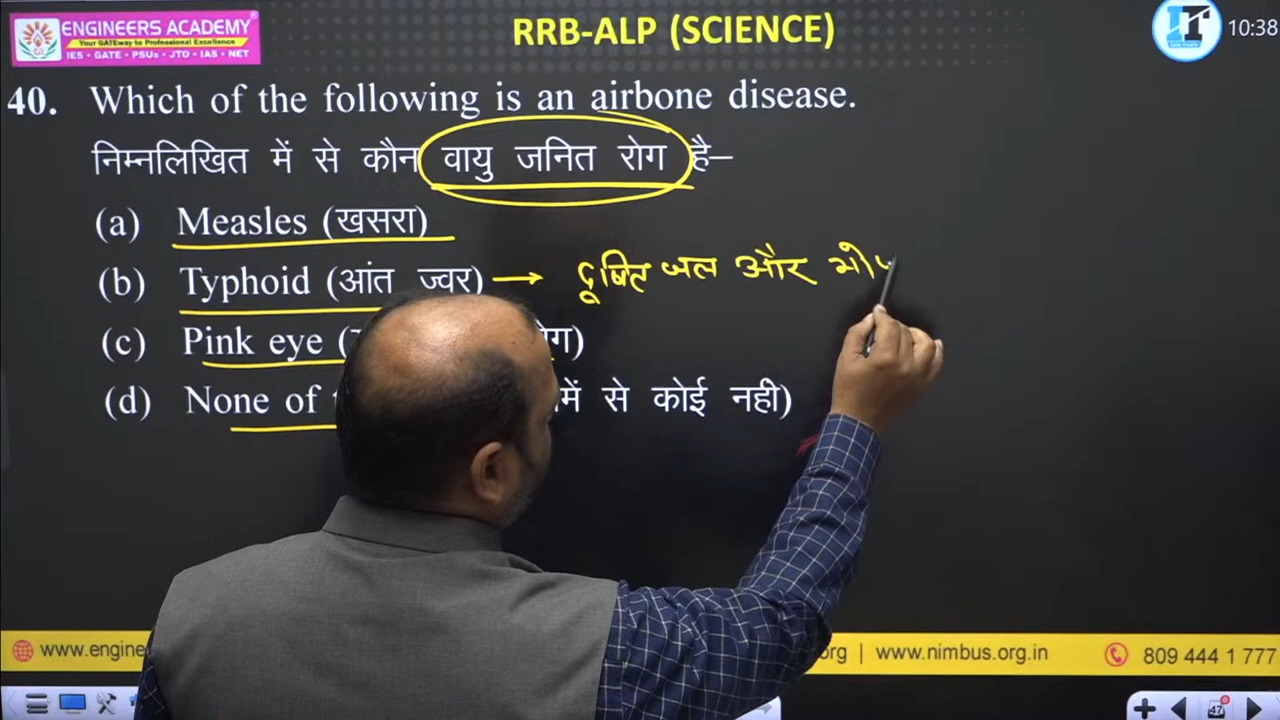 ENGINEERS ACADEMY
Your GATEway to Professional Excellence
IES • GATE • PSUs • JTO • IAS • NET
RRB-ALP (SCIENCE)
10:38
40. Which of the following is an airbone disease.
निम्नलिखित में से कौन वायु जनित रोग है–
(a) Measles (खसरा)
(b) Typhoid (आंत ज्वर) → दूषित जल और
(c) Pink eye (
(d) None of में से कोई नही)
www.engine org | www.nimbus.org.in 809 444 1 777
47